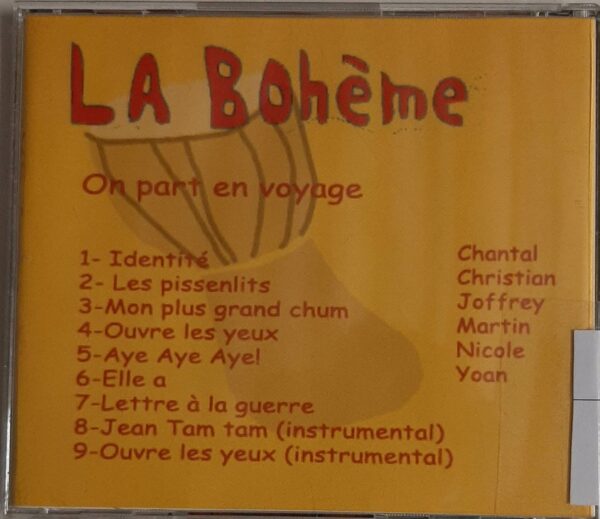 LA BOHème
On part en voyage
1- Identité
2- Les pissenlits
3-Mon plus grand chum
4-Ouvre les yeux
5-Aye Aye Aye!
6-Elle a
7-Lettre à la guerre
8-Jean Tam tam (instrumental)
9-Ouvre les yeux (instrumental)
Chantal
Christian
Joffrey
Martin
Nicole
Yoan